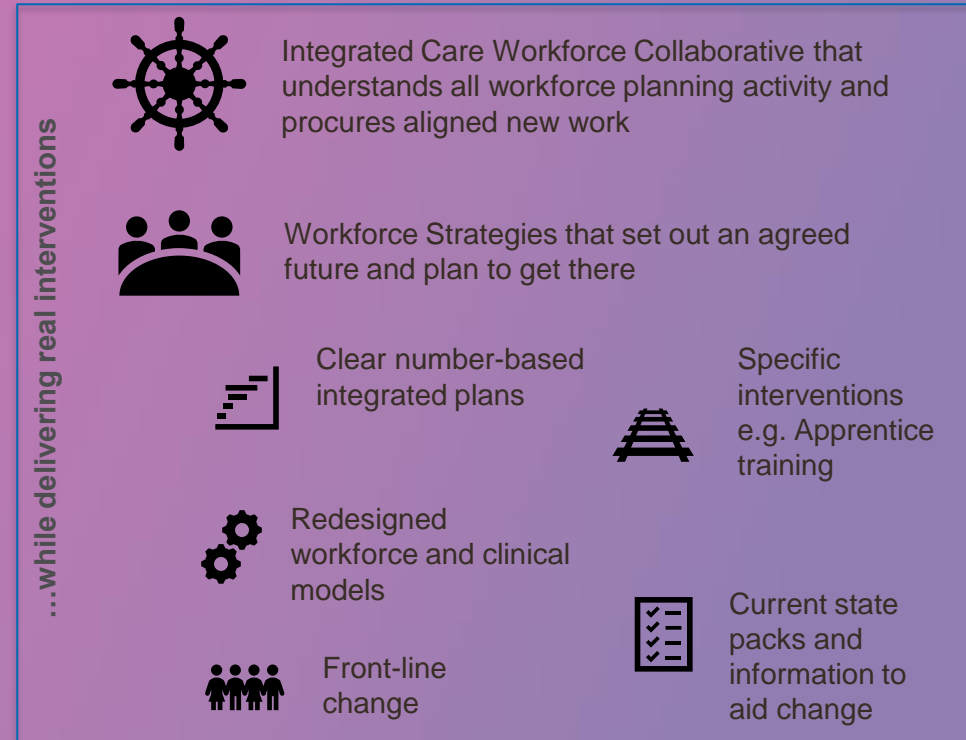 …while delivering real interventions
Integrated Care Workforce Collaborative that
understands all workforce planning activity and
procures aligned new work
Workforce Strategies that set out an agreed
future and plan to get there
Clear number-based
integrated plans
Specific
interventions
e.g. Apprentice
training
Redesigned
workforce and clinical
models
Current state
packs and
information to
aid change
Front-line
change